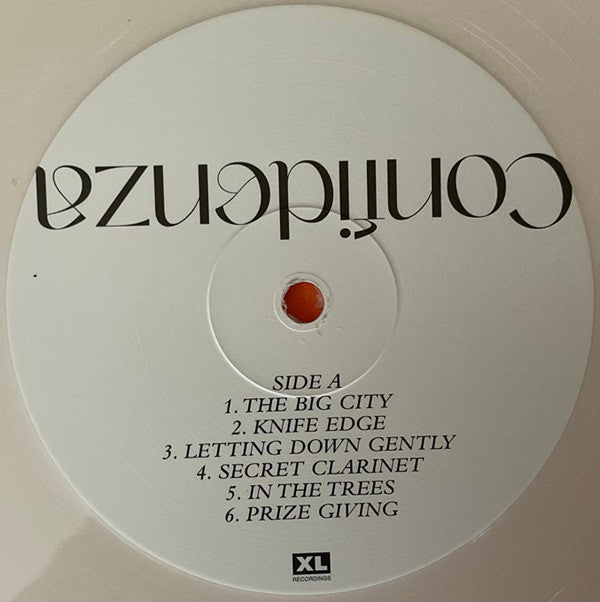 Confidenza
SIDE A
1. THE BIG CITY
2. KNIFE EDGE
3. LETTING DOWN GENTLY
4. SECRET CLARINET
5. IN THE TREES
6. PRIZE GIVING
XL
RECORDINGS